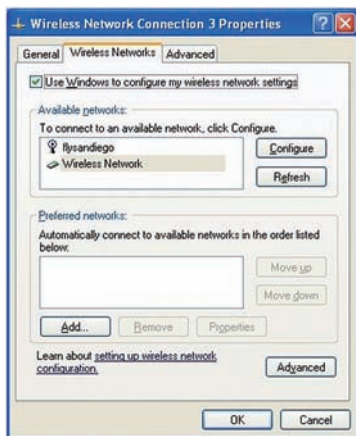 Wireless Network Connection 3 Properties
General Wireless Networks Advanced
Use Windows to configure my wireless network settings
Available networks:
To connect to an available network, click Configure.
flysandiego
Wireless Network
Configure
Refresh
Preferred networks:
Automatically connect to available networks in the order listed
below:
Move up
Move down
Add... Remove Properties
Learn about setting up wireless network
configuration.
Advanced
OK Cancel